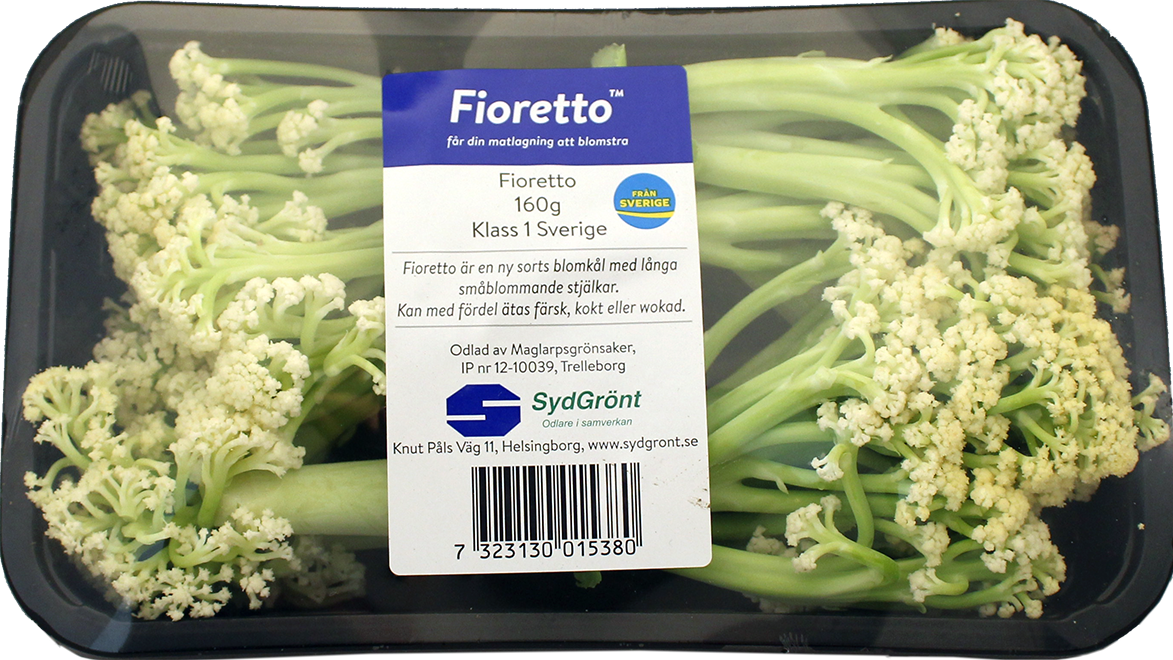 Fioretto™
får din matlagning att blomstra
Fioretto
160g
Klass 1 Sverige
FRÅN
SVERIGE
Fioretto är en ny sorts blomkål med långa
småblommande stjälkar.
Kan med fördel ätas färsk, kokt eller wokad.
Odlad av Maglarpsgrönsaker,
IP nr 12-10039, Trelleborg
SydGrönt
Odlare i samverkan
Knut Påls Väg 11, Helsingborg, www.sydgront.se
7 323130 015380